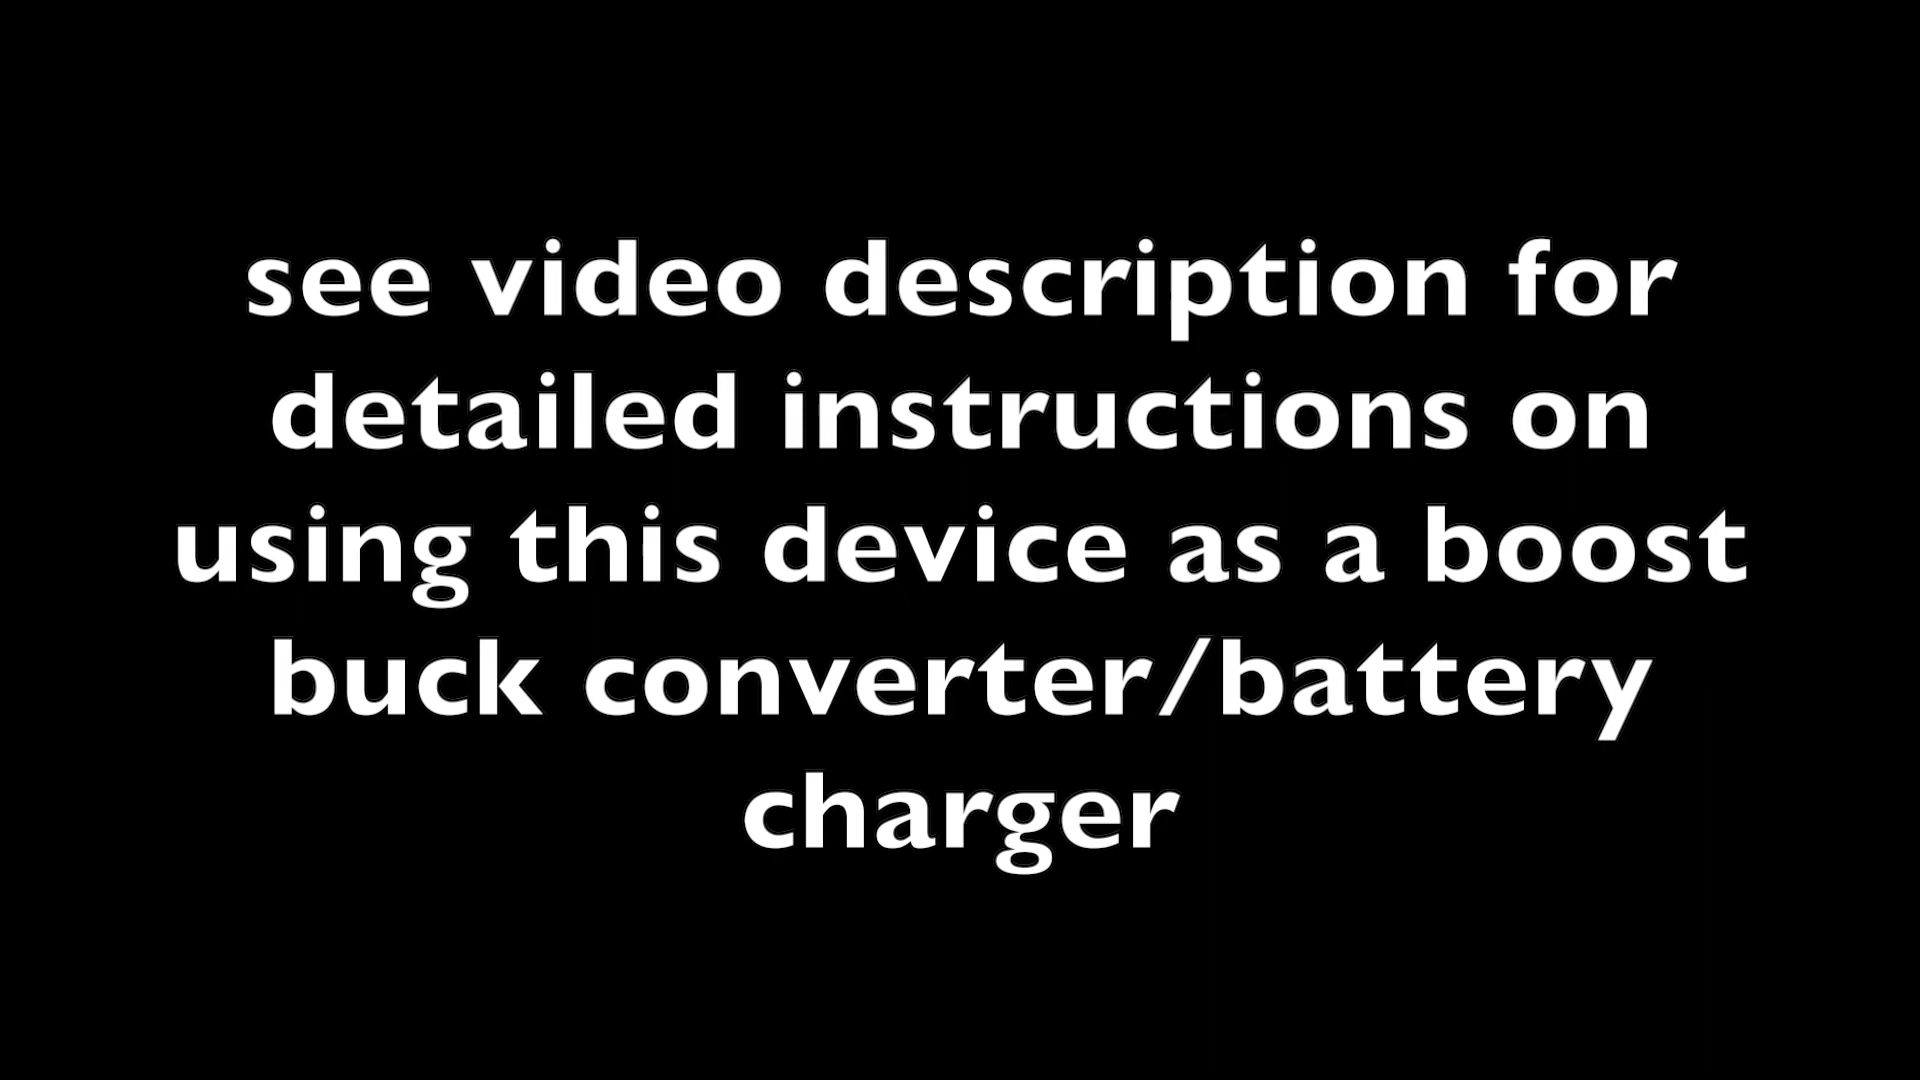 see video description for
detailed instructions on
using this device as a boost
buck converter/battery
charger